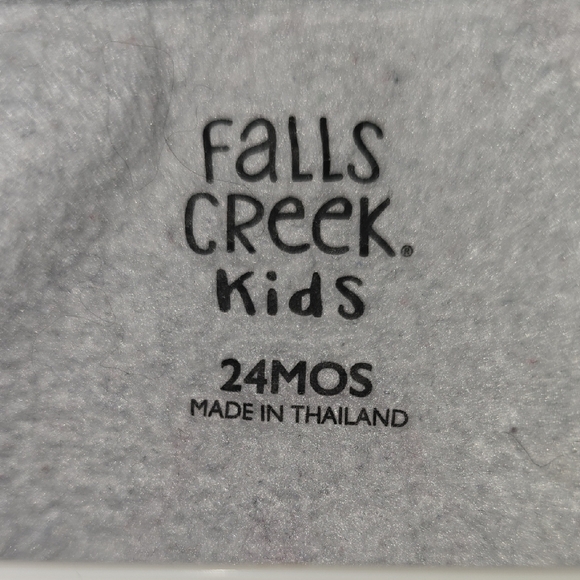 Falls
Creek®
Kids
24MOS
MADE IN THAILAND